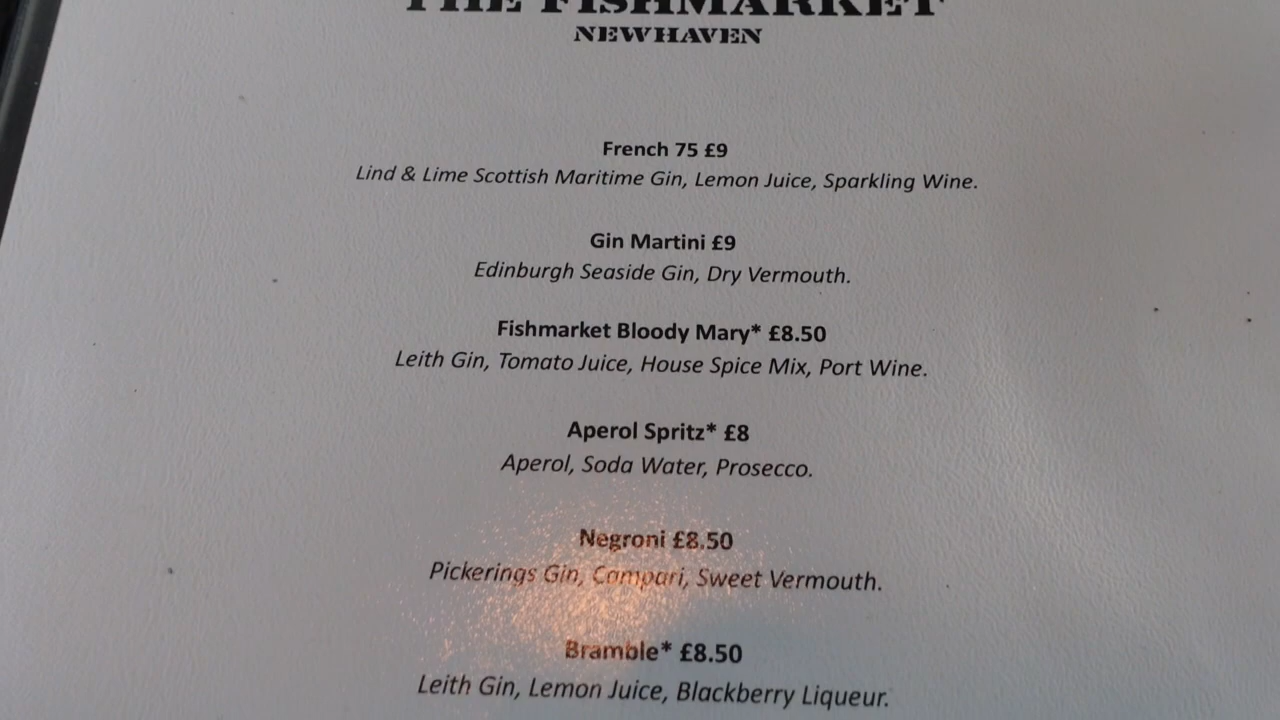 THE FISHMARKET
NEWHAVEN
French 75 £9
Lind & Lime Scottish Maritime Gin, Lemon Juice, Sparkling Wine.
Gin Martini £9
Edinburgh Seaside Gin, Dry Vermouth.
Fishmarket Bloody Mary* £8.50
Leith Gin, Tomato Juice, House Spice Mix, Port Wine.
Aperol Spritz* £8
Aperol, Soda Water, Prosecco.
Negroni £8.50
Pickerings Gin, Campari, Sweet Vermouth.
Bramble* £8.50
Leith Gin, Lemon Juice, Blackberry Liqueur.